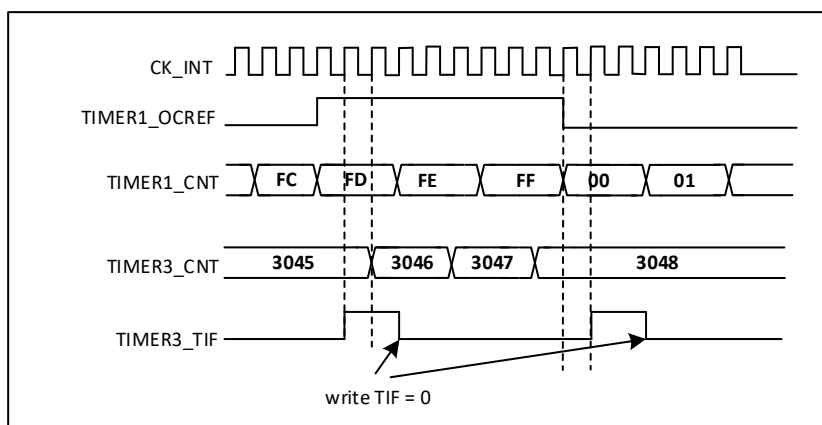 CK_INT
TIMER1_OCREF
TIMER1_CNT FC FD FE FF 00 01
TIMER3_CNT 3045 3046 3047 3048
TIMER3_TIF
write TIF = 0